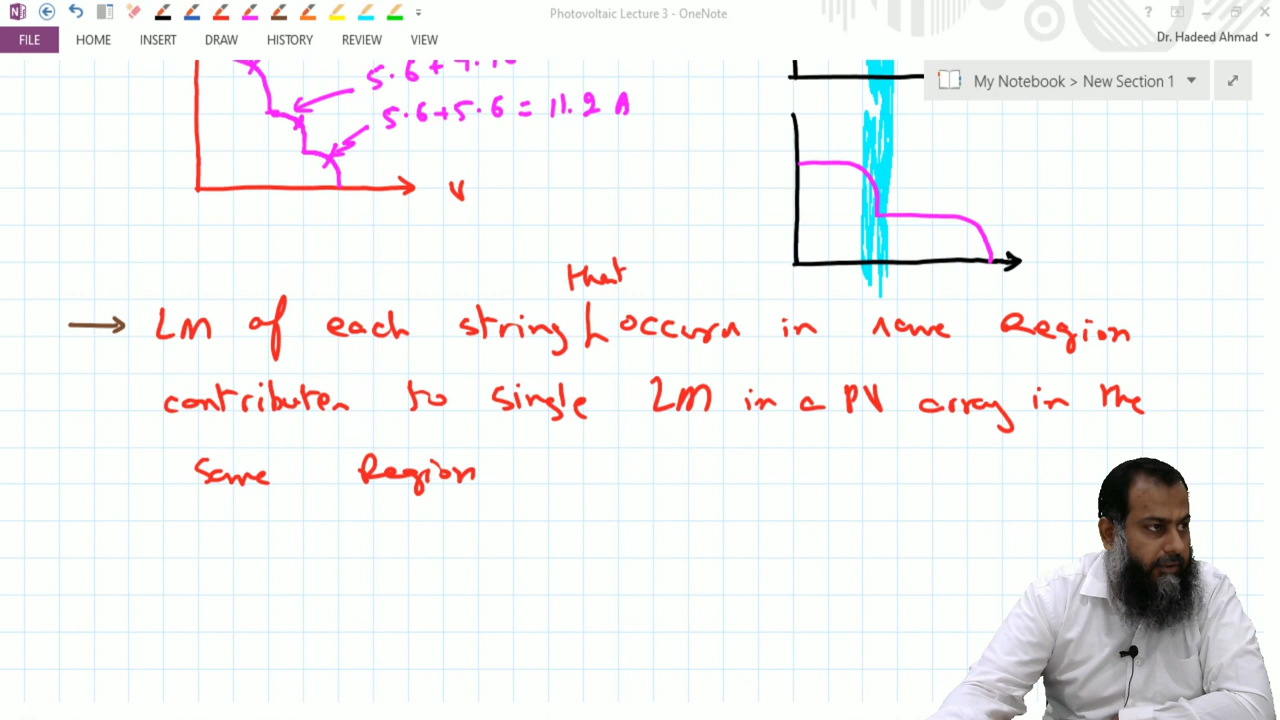 Photovoltaic Lecture 3 - OneNote
?
Dr. Hadeed Ahmad
FILE HOME INSERT DRAW HISTORY REVIEW VIEW
My Notebook > New Section 1
5.6 +
5.6+5.6 = 11.2 A
V
that
→ LM of each string occurs in same Region
contributes to single LM in a PV array in the
same Region